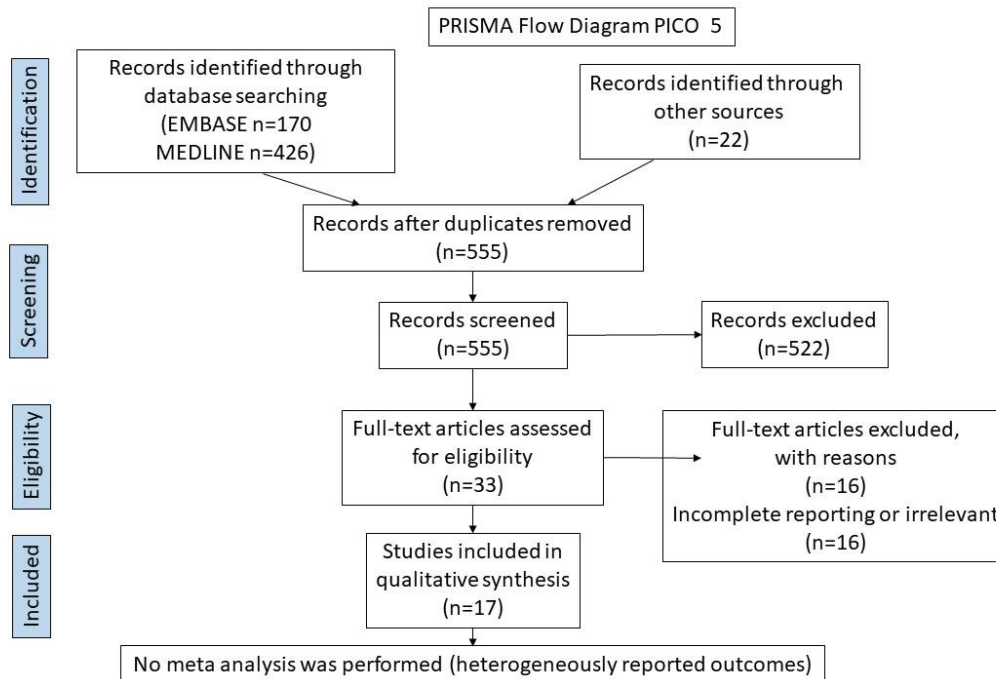 PRISMA Flow Diagram PICO 5
Identification
Records identified through
database searching
(EMBASE n=170
MEDLINE n=426)
Records identified through
other sources
(n=22)
Records after duplicates removed
(n=555)
Screening
Records screened
(n=555)
Records excluded
(n=522)
Eligibility
Full-text articles assessed
for eligibility
(n=33)
Full-text articles excluded,
with reasons
(n=16)
Incomplete reporting or irrelevant
(n=16)
Included
Studies included in
qualitative synthesis
(n=17)
No meta analysis was performed (heterogeneously reported outcomes)